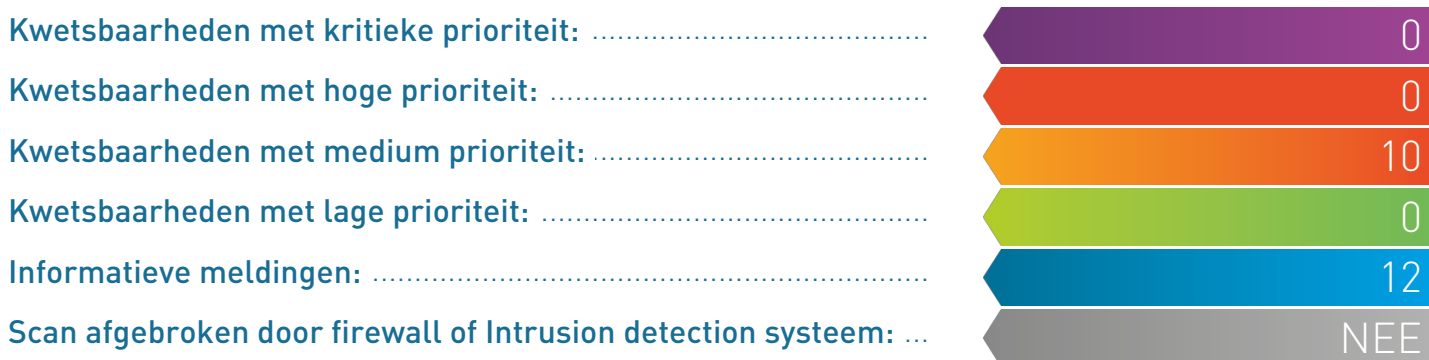 Kwetsbaarheden met kritieke prioriteit: ..................................... 0
Kwetsbaarheden met hoge prioriteit: .......................................... 0
Kwetsbaarheden met medium prioriteit: ..................................... 10
Kwetsbaarheden met lage prioriteit: ........................................... 0
Informatieve meldingen: ............................................................. 12
Scan afgebroken door firewall of Intrusion detection systeem: ... NEE